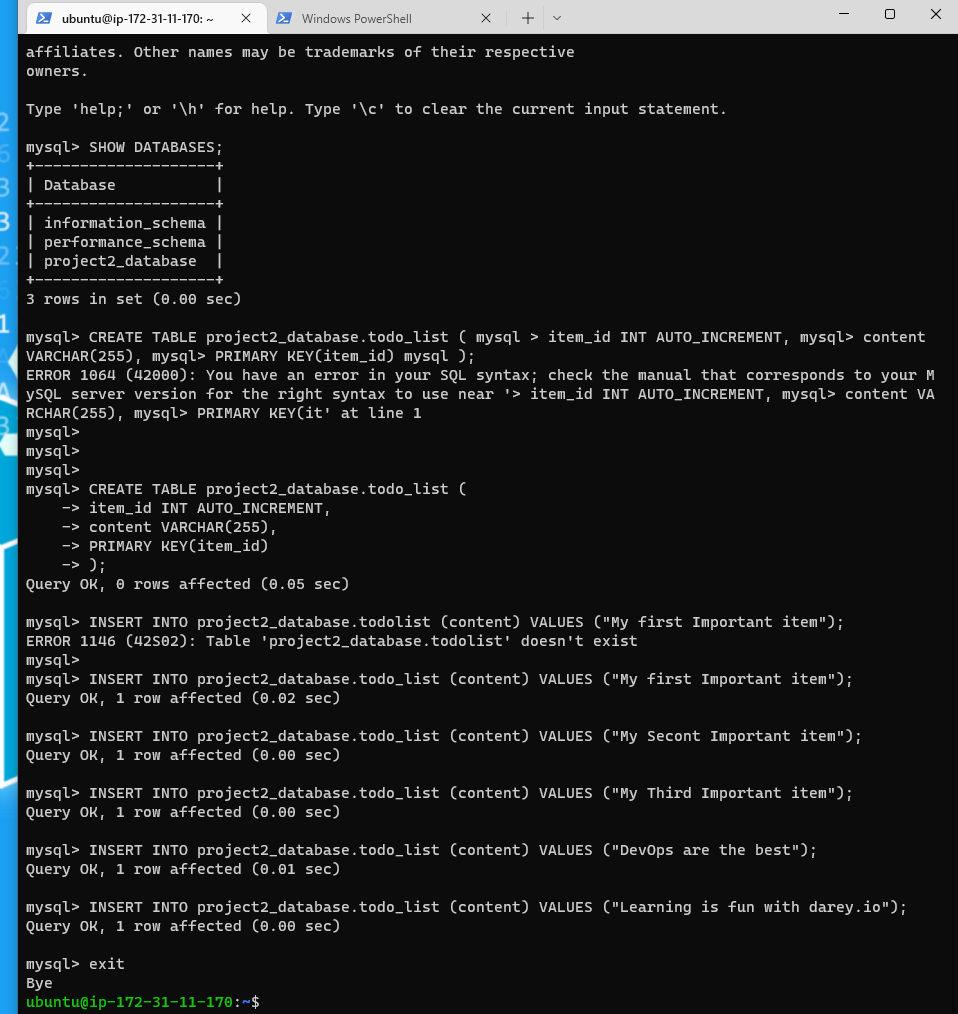 ubuntu@ip-172-31-11-170: ~
Windows PowerShell
affiliates. Other names may be trademarks of their respective
owners.
Type 'help;' or '\h' for help. Type '\c' to clear the current input statement.
mysql> SHOW DATABASES;
+--------------------+
| Database           |
+--------------------+
| information_schema |
| performance_schema |
| project2_database  |
+--------------------+
3 rows in set (0.00 sec)
mysql> CREATE TABLE project2_database.todo_list ( mysql > item_id INT AUTO_INCREMENT, mysql> content
VARCHAR(255), mysql> PRIMARY KEY(item_id) mysql );
ERROR 1064 (42000): You have an error in your SQL syntax; check the manual that corresponds to your M
ySQL server version for the right syntax to use near '> item_id INT AUTO_INCREMENT, mysql> content VA
RCHAR(255), mysql> PRIMARY KEY(it' at line 1
mysql>
mysql>
mysql>
mysql> CREATE TABLE project2_database.todo_list (
    -> item_id INT AUTO_INCREMENT,
    -> content VARCHAR(255),
    -> PRIMARY KEY(item_id)
    -> );
Query OK, 0 rows affected (0.05 sec)
mysql> INSERT INTO project2_database.todolist (content) VALUES ("My first Important item");
ERROR 1146 (42S02): Table 'project2_database.todolist' doesn't exist
mysql>
mysql> INSERT INTO project2_database.todo_list (content) VALUES ("My first Important item");
Query OK, 1 row affected (0.02 sec)
mysql> INSERT INTO project2_database.todo_list (content) VALUES ("My Secont Important item");
Query OK, 1 row affected (0.00 sec)
mysql> INSERT INTO project2_database.todo_list (content) VALUES ("My Third Important item");
Query OK, 1 row affected (0.00 sec)
mysql> INSERT INTO project2_database.todo_list (content) VALUES ("DevOps are the best");
Query OK, 1 row affected (0.01 sec)
mysql> INSERT INTO project2_database.todo_list (content) VALUES ("Learning is fun with darey.io");
Query OK, 1 row affected (0.00 sec)
mysql> exit
Bye
ubuntu@ip-172-31-11-170:~$